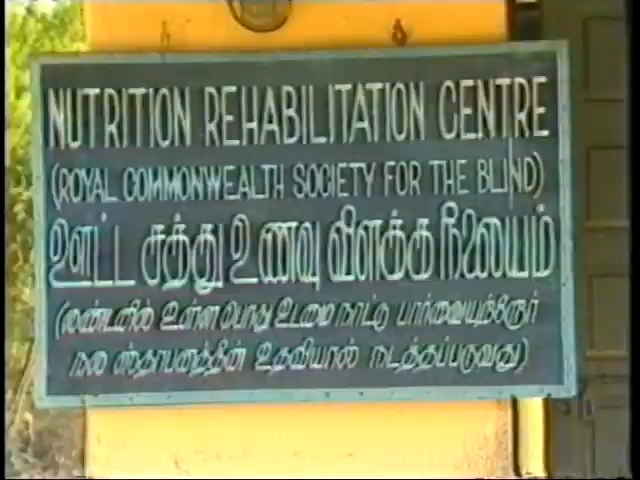 NUTRITION REHABILITATION CENTRE
(ROYAL COMMONWEALTH SOCIETY FOR THE BLIND)
ஊட்ட சத்து உணவு விளக்க நிலையம்
(லண்டனில் உள்ள பொது உடமை நாட்டு பார்வையற்றோர்
நல ஸ்தாபனத்தின் உதவியால் நடத்தப்படுவது)